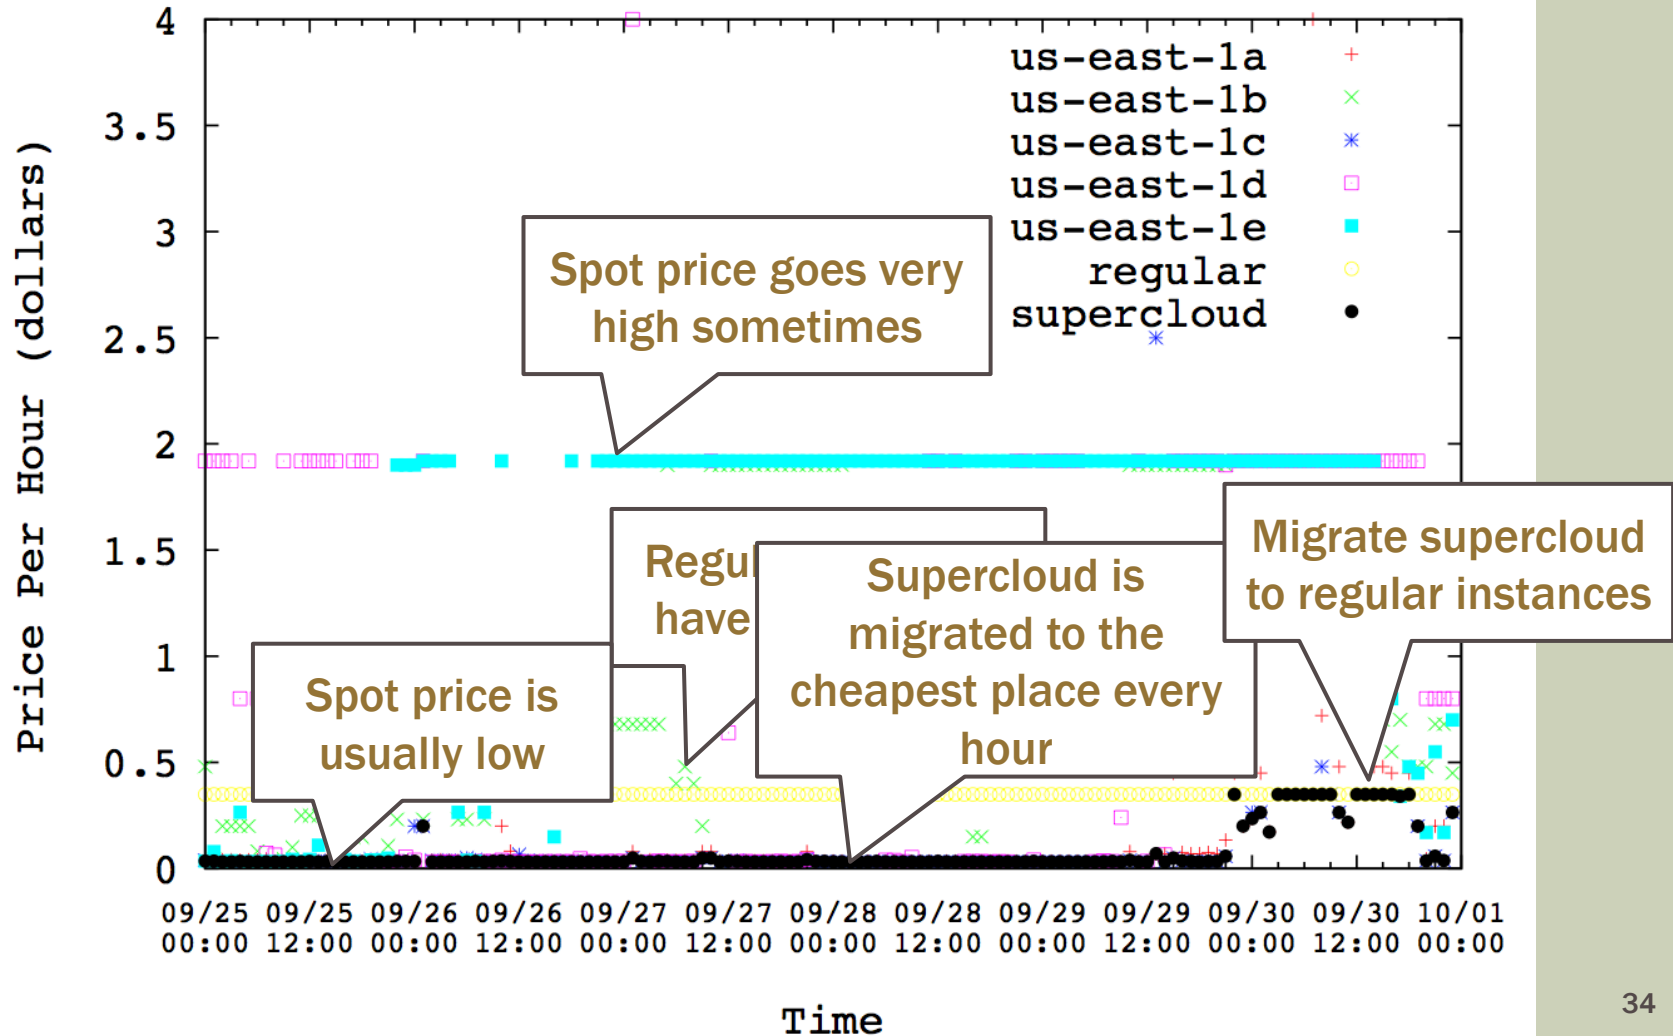 4
3.5
3
2.5
2
1.5
1
0.5
0
Price Per Hour (dollars)
us-east-1a
us-east-1b
us-east-1c
us-east-1d
us-east-1e
regular
supercloud
Spot price goes very
high sometimes
have
Supercloud is
migrated to the
cheapest place every
hour
Migrate supercloud
to regular instances
Spot price is
usually low
09/25 09/25 09/26 09/26 09/27 09/27 09/28 09/28 09/29 09/29 09/30 09/30 10/01
00:00 12:00 00:00 12:00 00:00 12:00 00:00 12:00 00:00 12:00 00:00 12:00 00:00
Time
34